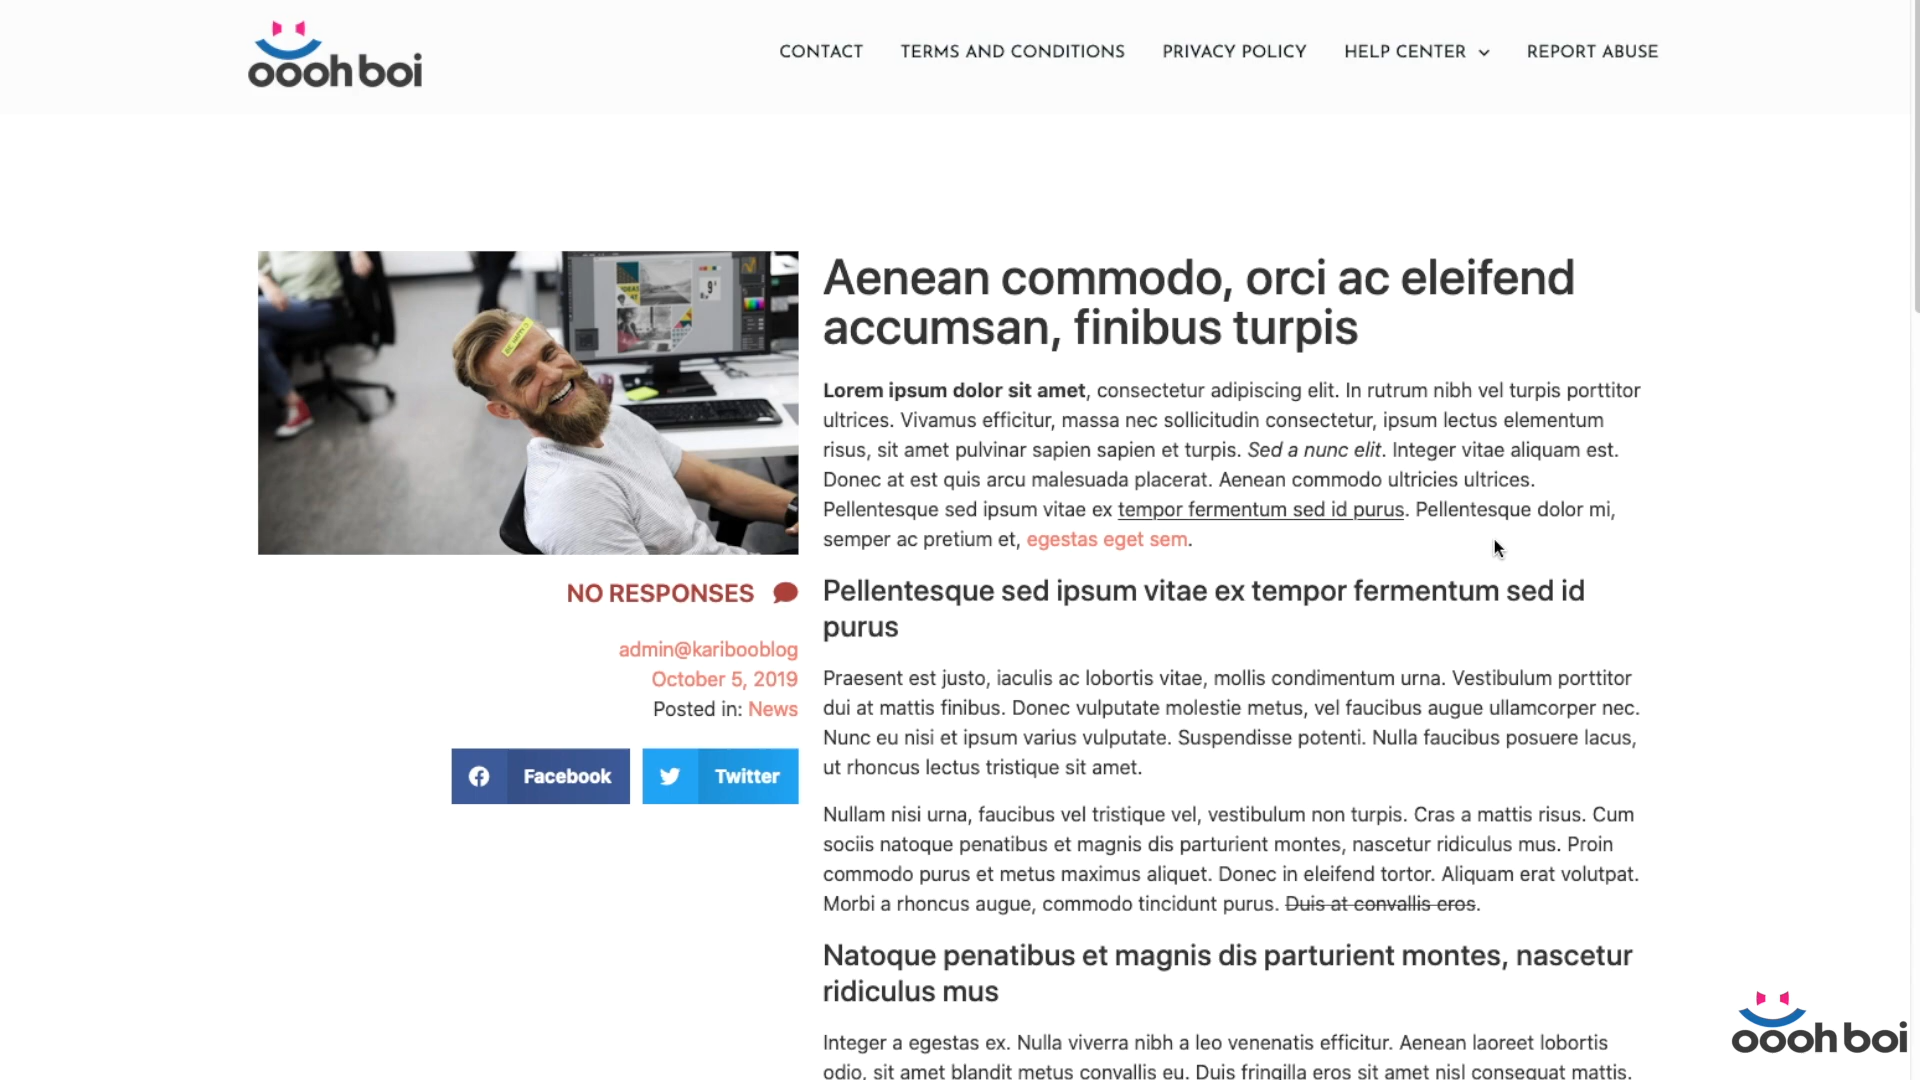 oooh boi
CONTACT
TERMS AND CONDITIONS
PRIVACY POLICY
HELP CENTER
REPORT ABUSE
NO RESPONSES
admin@karibooblog
October 5, 2019
Posted in: News
Facebook
Twitter
Aenean commodo, orci ac eleifend
accumsan, finibus turpis
Lorem ipsum dolor sit amet, consectetur adipiscing elit. In rutrum nibh vel turpis porttitor
ultrices. Vivamus efficitur, massa nec sollicitudin consectetur, ipsum lectus elementum
risus, sit amet pulvinar sapien sapien et turpis. Sed a nunc elit. Integer vitae aliquam est.
Donec at est quis arcu malesuada placerat. Aenean commodo ultricies ultrices.
Pellentesque sed ipsum vitae ex tempor fermentum sed id purus. Pellentesque dolor mi,
semper ac pretium et, egestas eget sem.
Pellentesque sed ipsum vitae ex tempor fermentum sed id
purus
Praesent est justo, iaculis ac lobortis vitae, mollis condimentum urna. Vestibulum porttitor
dui at mattis finibus. Donec vulputate molestie metus, vel faucibus augue ullamcorper nec.
Nunc eu nisi et ipsum varius vulputate. Suspendisse potenti. Nulla faucibus posuere lacus,
ut rhoncus lectus tristique sit amet.
Nullam nisi urna, faucibus vel tristique vel, vestibulum non turpis. Cras a mattis risus. Cum
sociis natoque penatibus et magnis dis parturient montes, nascetur ridiculus mus. Proin
commodo purus et metus maximus aliquet. Donec in eleifend tortor. Aliquam erat volutpat.
Morbi a rhoncus augue, commodo tincidunt purus. Duis at convallis eros.
Natoque penatibus et magnis dis parturient montes, nascetur
ridiculus mus
Integer a egestas ex. Nulla viverra nibh a leo venenatis efficitur. Aenean laoreet lobortis
odio, sit amet blandit metus convallis eu. Duis fringilla eros sit amet nisl consequat mattis.
oooh boi